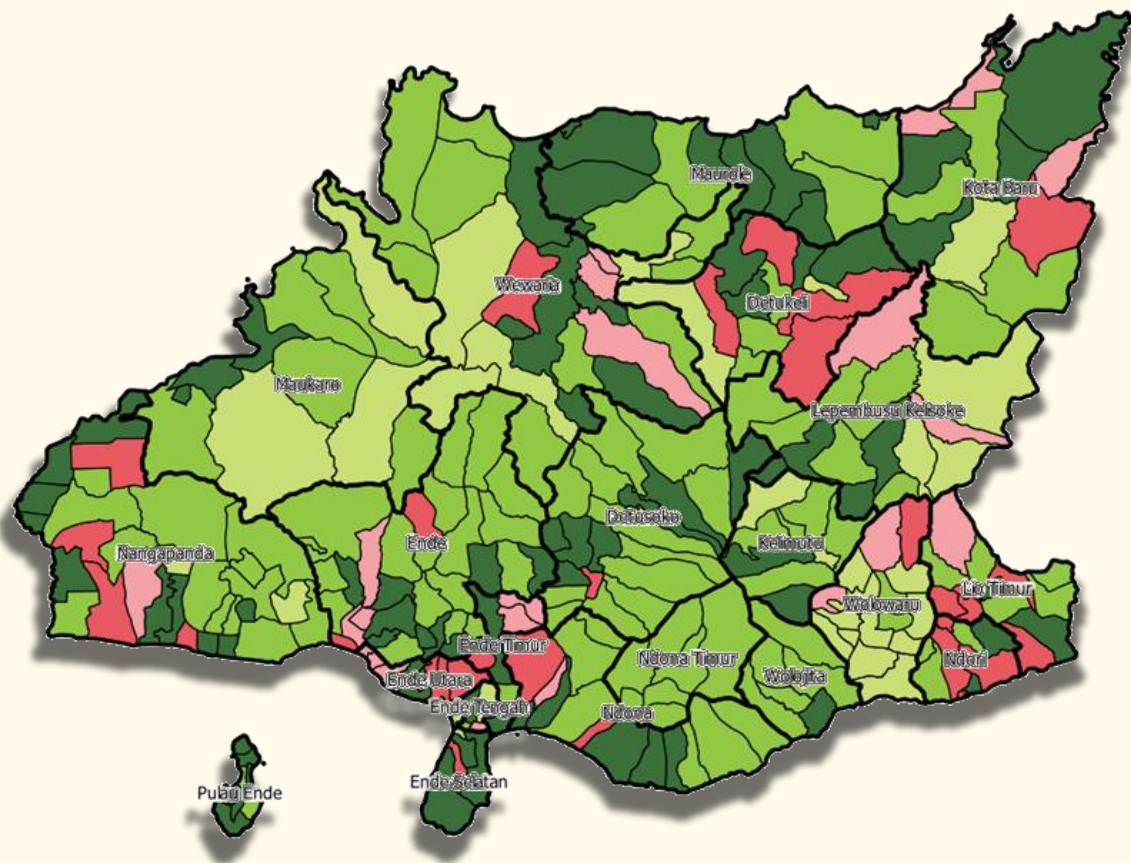 Maurole
Kota Baru
Wewaria
Detukeli
Maukaro
Lepembusu Kelisoke
Detusoko
Ende
Kelimutu
Nangapanda
Lio Timur
Wolowaru
Ende Timur
Ndona Timur
Ndori
Wolojita
Ende Utara
Ende Tengah
Ndona
Ende Selatan
Pulau Ende